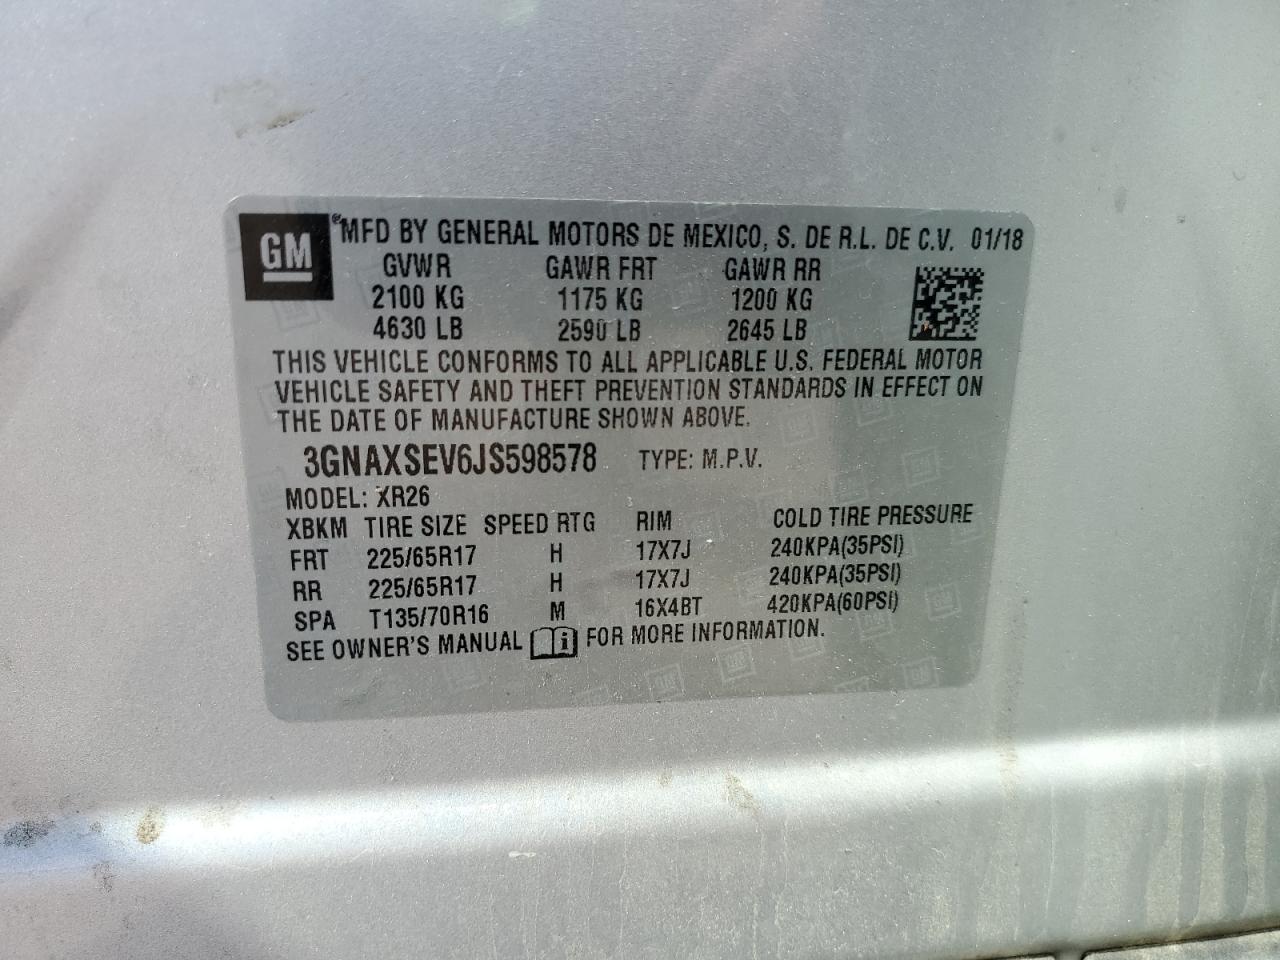 GM ® MFD BY GENERAL MOTORS DE MEXICO, S. DE R.L. DE C.V. 01/18
GVWR GAWR FRT GAWR RR
2100 KG 1175 KG 1200 KG
4630 LB 2590 LB 2645 LB
THIS VEHICLE CONFORMS TO ALL APPLICABLE U.S. FEDERAL MOTOR
VEHICLE SAFETY AND THEFT PREVENTION STANDARDS IN EFFECT ON
THE DATE OF MANUFACTURE SHOWN ABOVE.
3GNAXSEV6JS598578 TYPE: M.P.V.
MODEL: XR26
XBKM TIRE SIZE SPEED RTG RIM COLD TIRE PRESSURE
FRT 225/65R17 H 17X7J 240KPA(35PSI)
RR 225/65R17 H 17X7J 240KPA(35PSI)
SPA T135/70R16 M 16X4BT 420KPA(60PSI)
SEE OWNER'S MANUAL i FOR MORE INFORMATION.